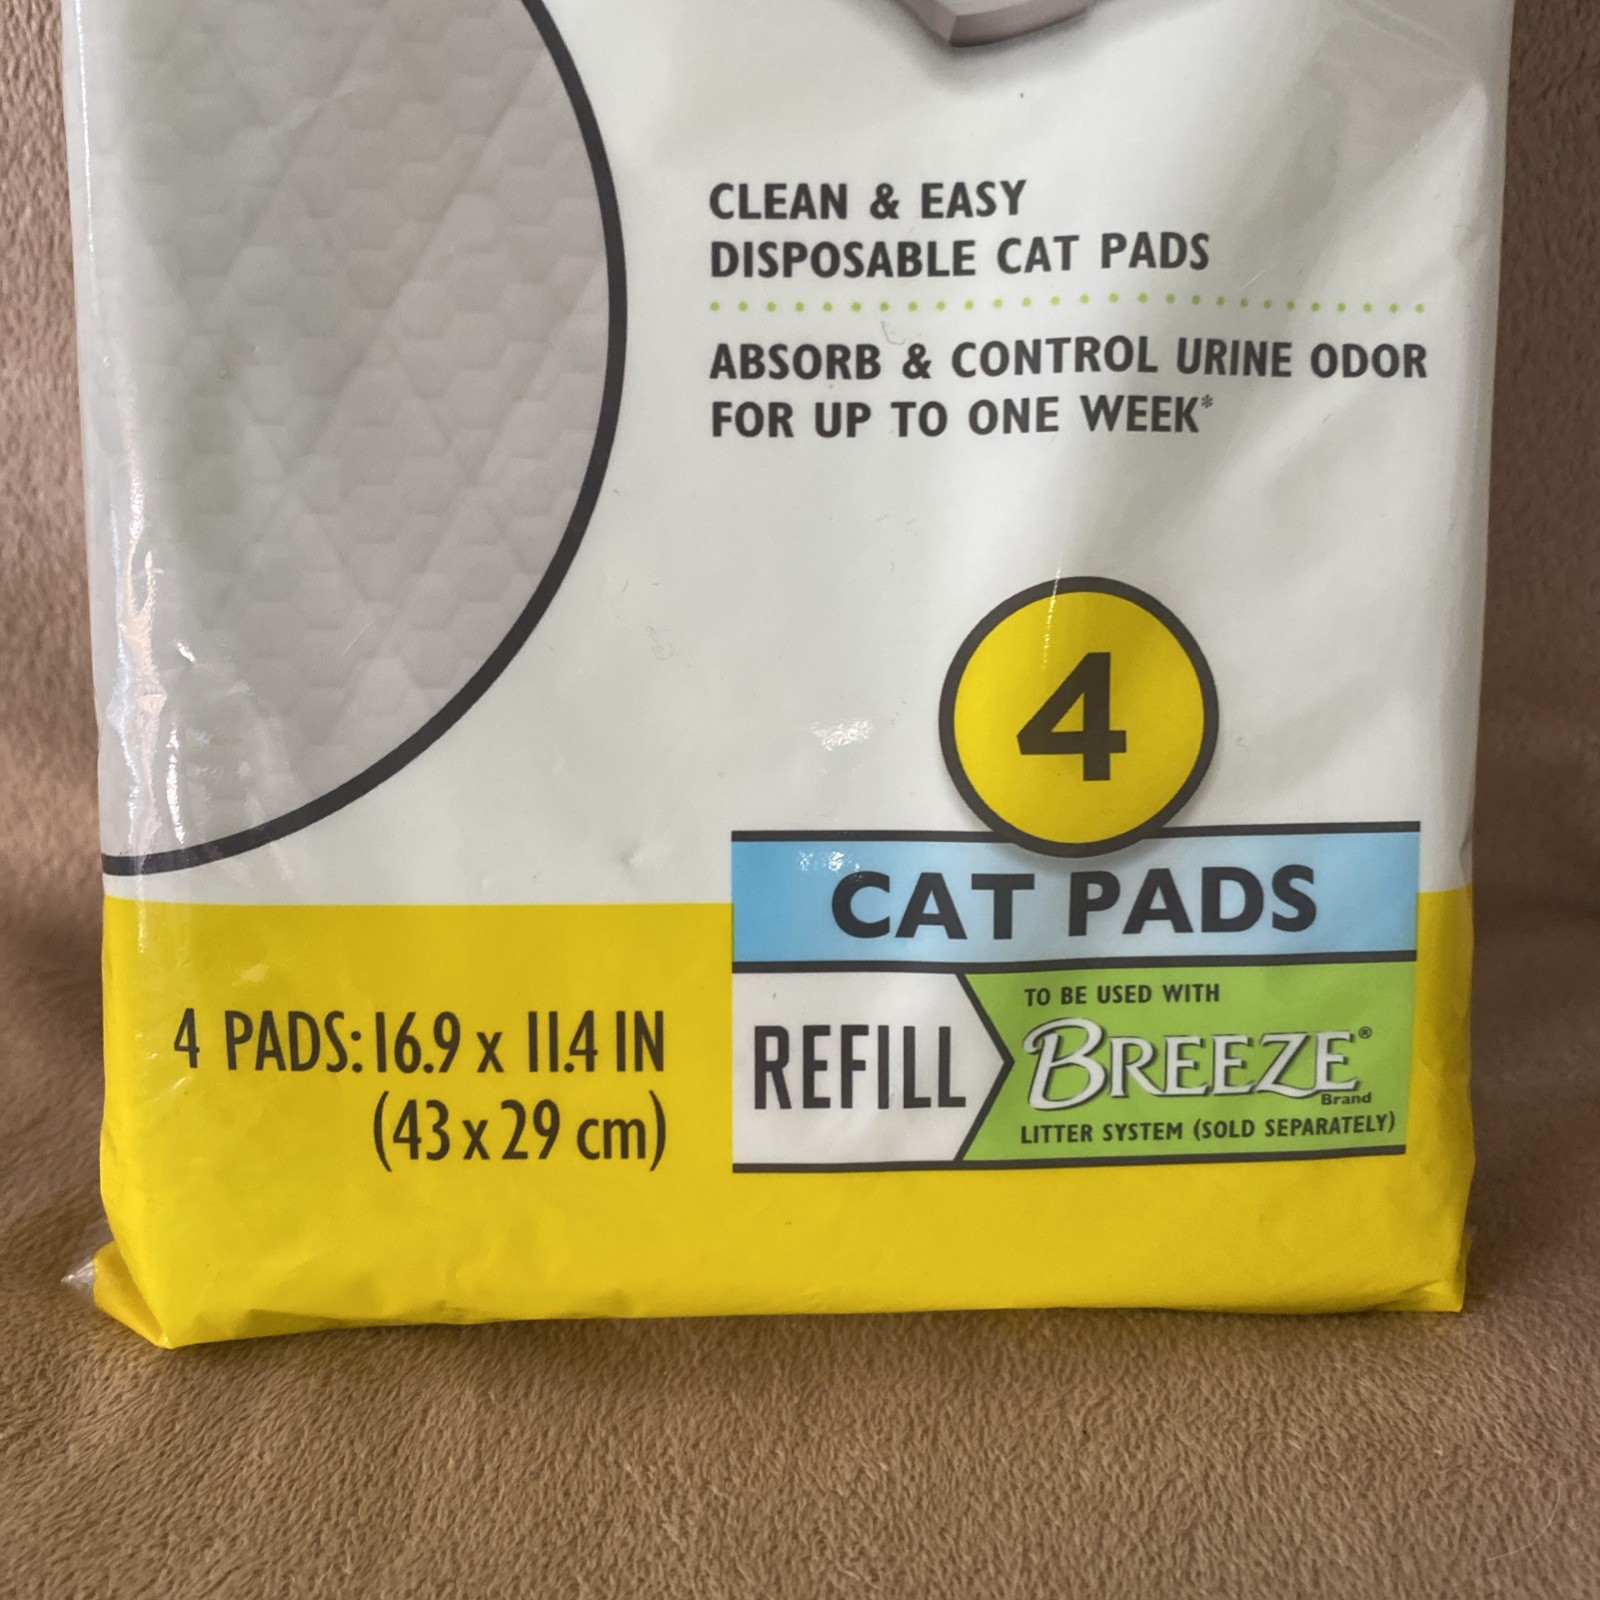 CLEAN & EASY
DISPOSABLE CAT PADS
ABSORB & CONTROL URINE ODOR
FOR UP TO ONE WEEK*
4
CAT PADS
4 PADS: 16.9 x 11.4 IN
(43 x 29 cm)
REFILL
TO BE USED WITH
BREEZE®
Brand
LITTER SYSTEM (SOLD SEPARATELY)